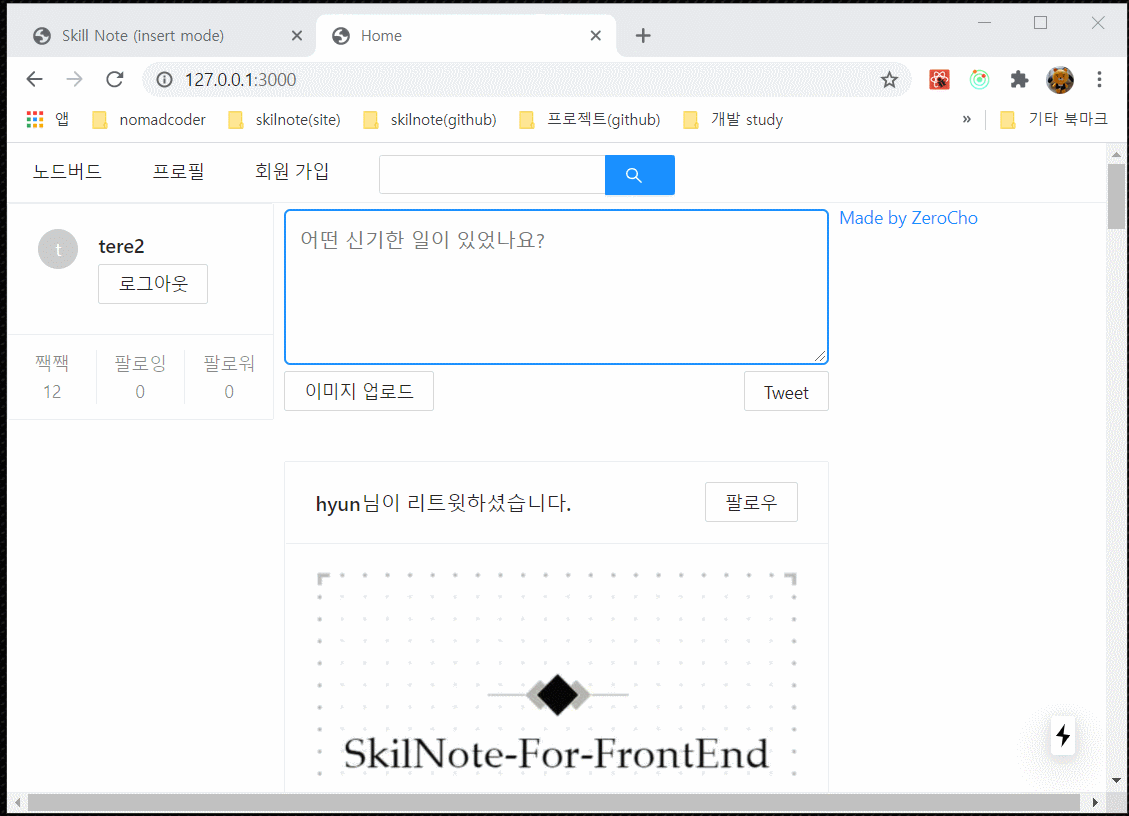 Skill Note (insert mode)
Home
127.0.0.1:3000
앱
nomadcoder
skilnote(site)
skilnote(github)
프로젝트(github)
개발 study
»
기타 북마크
노드버드
프로필
회원 가입
t
tere2
로그아웃
짹짹
팔로잉
팔로워
12
0
0
어떤 신기한 일이 있었나요?
이미지 업로드
Tweet
Made by ZeroCho
hyun님이 리트윗하셨습니다.
팔로우
SkilNote-For-FrontEnd